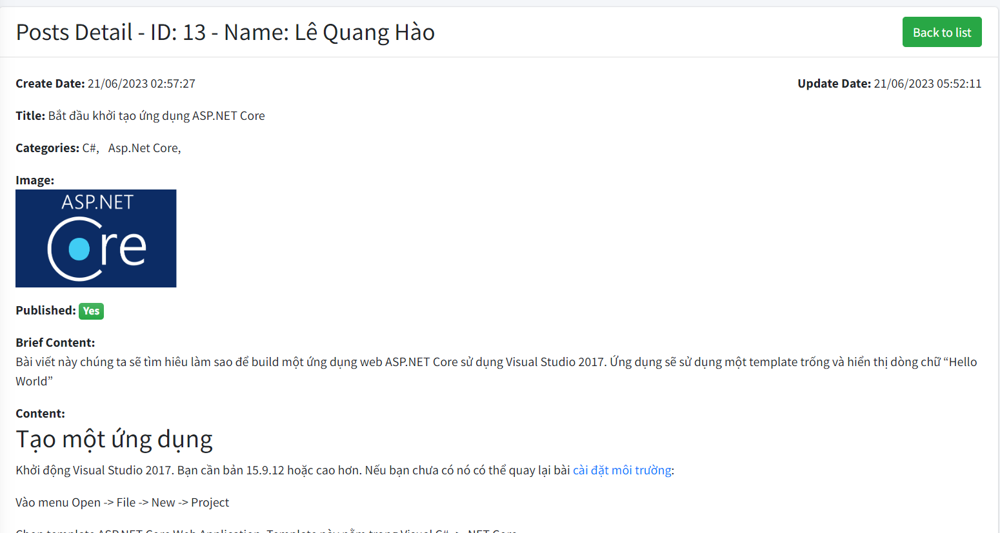 Posts Detail - ID: 13 - Name: Lê Quang Hào
Back to list
Create Date: 21/06/2023 02:57:27
Update Date: 21/06/2023 05:52:11
Title: Bắt đầu khởi tạo ứng dụng ASP.NET Core
Categories: C#, Asp.Net Core,
Image:
ASP.NET
Core
Published: Yes
Brief Content:
Bài viết này chúng ta sẽ tìm hiêu làm sao để build một ứng dụng web ASP.NET Core sử dụng Visual Studio 2017. Ứng dụng sẽ sử dụng một template trống và hiển thị dòng chữ “Hello
World”
Content:
Tạo một ứng dụng
Khởi động Visual Studio 2017. Bạn cần bản 15.9.12 hoặc cao hơn. Nếu bạn chưa có nó có thể quay lại bài cài đặt môi trường:
Vào menu Open -> File -> New -> Project